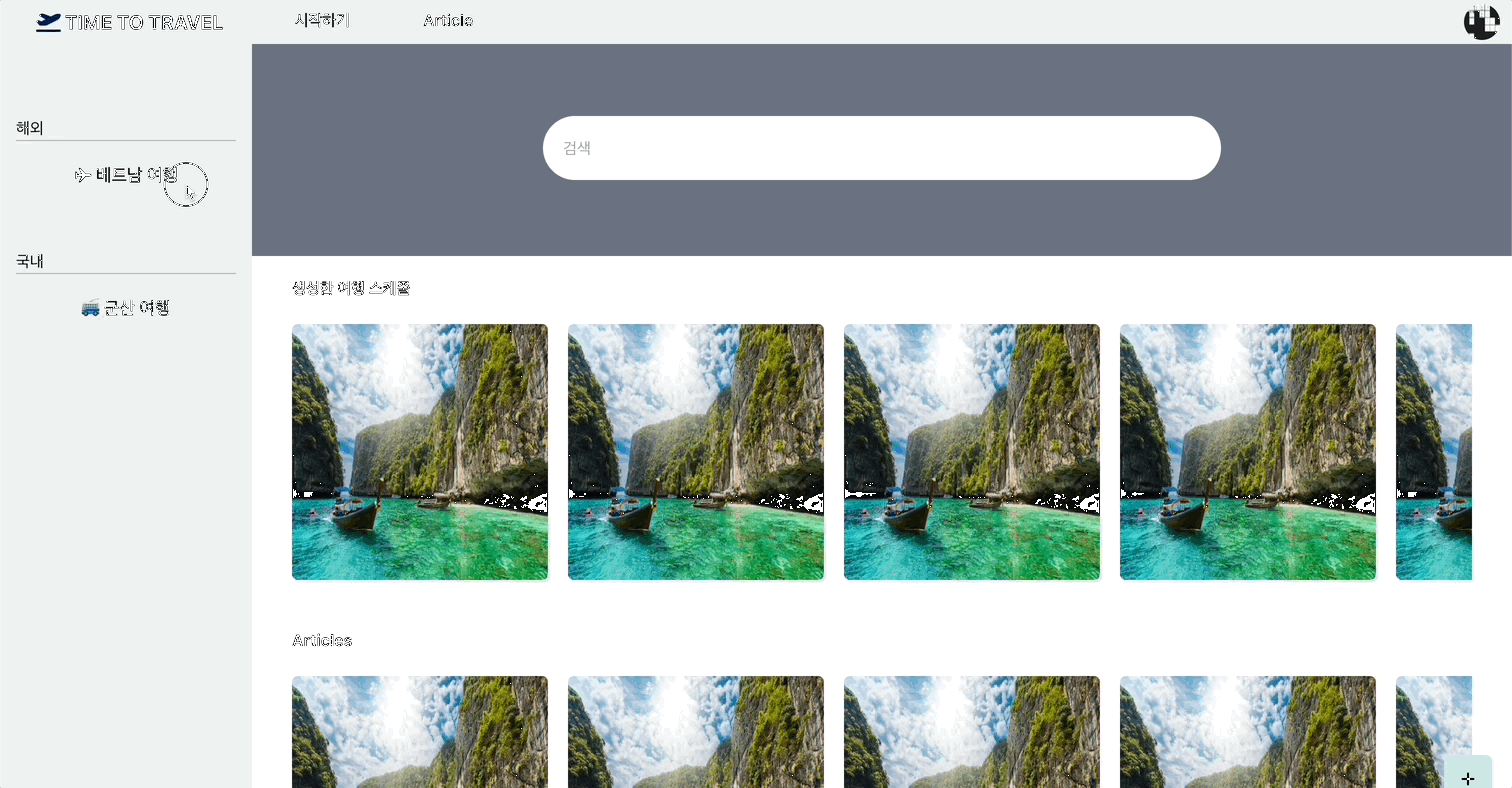 TIME TO TRAVEL
시작하기
Article
해외
베트남 여행
국내
군산 여행
검색
생성한 여행 스케줄
Articles